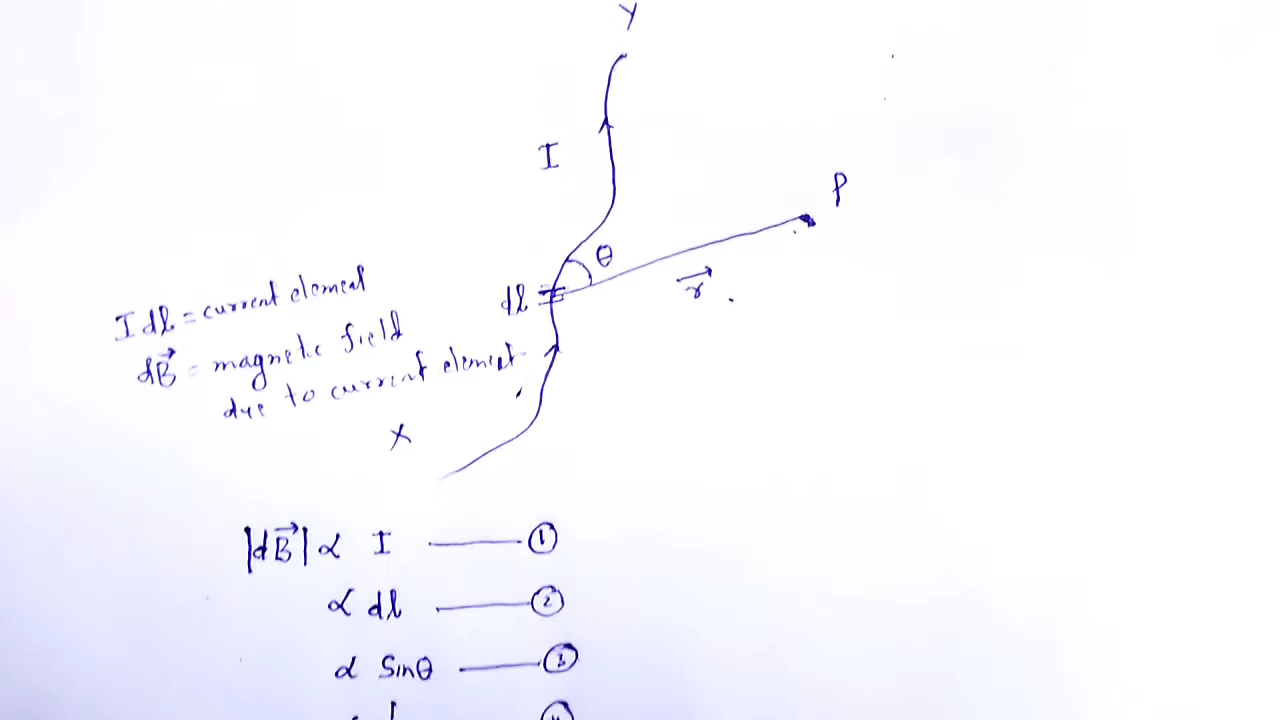 Y
I
P
θ
dl
r⃗
I dl = current element
dB⃗ = magnetic field
due to current element
X
|dB⃗| ∝ I —— ①
∝ dl —— ②
∝ Sinθ —— ③